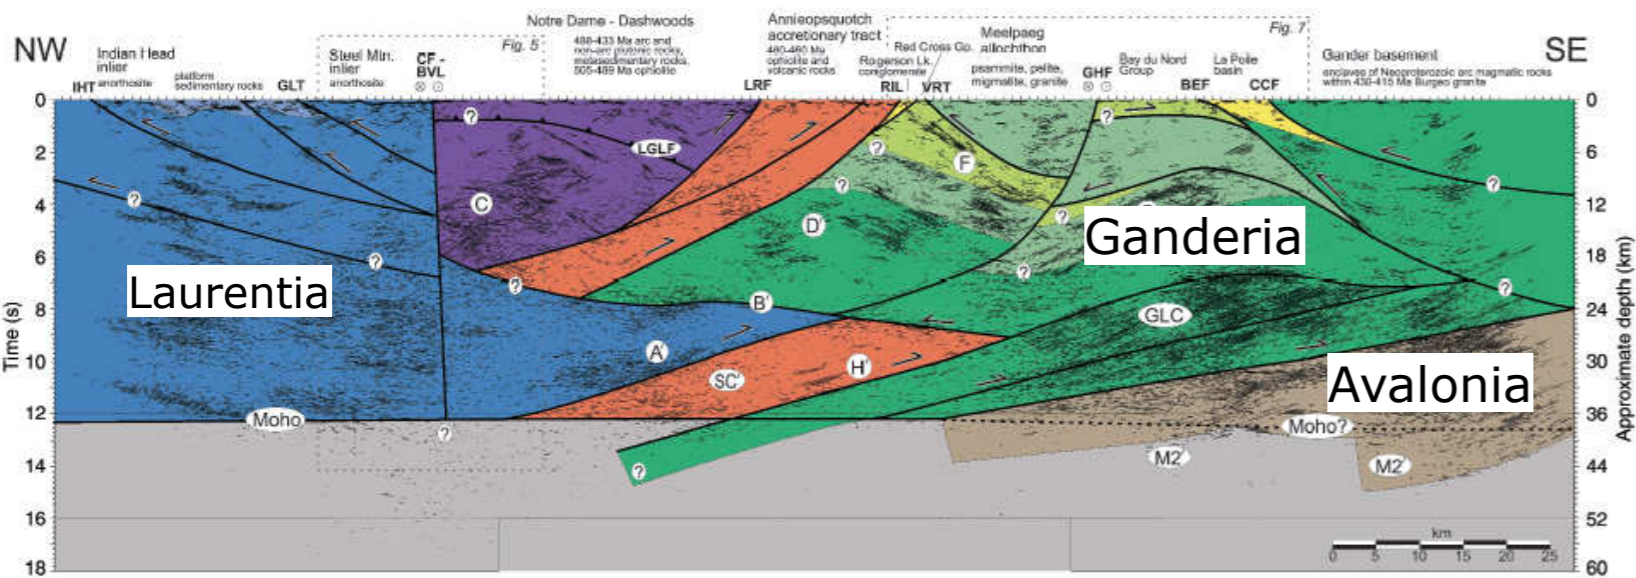 NW
Indian Head
inlier
anorthosite
IHT
platform
sedimentary rocks
GLT
Steel Mtn.
inlier
anorthosite
Fig. 5
CF -
BVL
Notre Dame - Dashwoods
488-433 Ma arc and
non-arc plutonic rocks,
metasedimentary rocks,
505-489 Ma ophiolite
LRF
Annieopsquotch
accretionary tract
480-460 Ma
ophiolite and
volcanic rocks
Red Cross Gp.
Rogerson Lk.
conglomerate
RIL
VRT
Meelpaeg
allochthon
psammite, pelite,
migmatite, granite
GHF
Bay du Nord
Group
BEF
La Poile
basin
CCF
Fig. 7
Gander basement
enclaves of Neoproterozoic arc magmatic rocks
within 430-415 Ma Burgeo granite
SE
Time (s)
0
2
4
6
8
10
12
14
16
18
0
6
12
18
24
30
36
44
52
60
Approximate depth (km)
?
LGLF
?
F
?
?
?
?
C
D'
?
Ganderia
?
?
?
Laurentia
B'
GLC
?
A'
SC'
H'
Avalonia
Moho
?
Moho?
?
M2'
M2'
km
0 5 10 15 20 25